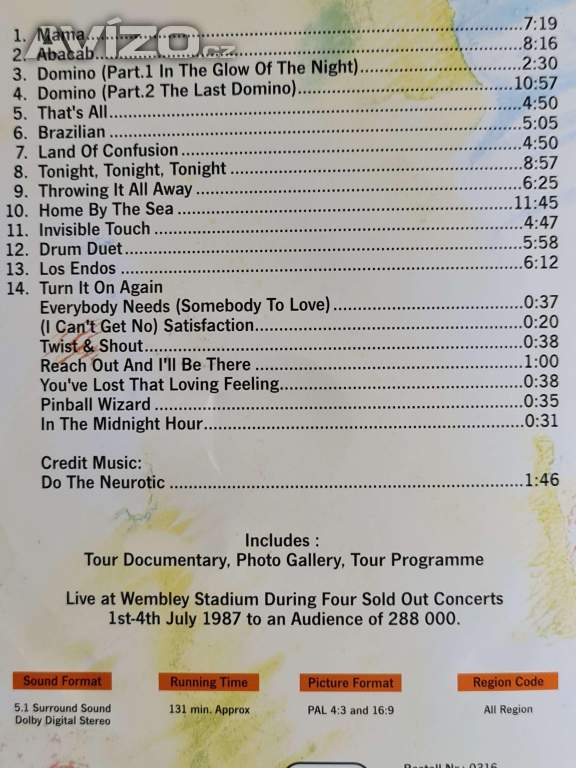 Avízo.cz
1. Mama..........7:19
2. Abacab..........8:16
3. Domino (Part.1 In The Glow Of The Night)..........2:30
4. Domino (Part.2 The Last Domino)..........10:57
5. That's All..........4:50
6. Brazilian..........5:05
7. Land Of Confusion..........4:50
8. Tonight, Tonight, Tonight..........8:57
9. Throwing It All Away..........6:25
10. Home By The Sea..........11:45
11. Invisible Touch..........4:47
12. Drum Duet..........5:58
13. Los Endos..........6:12
14. Turn It On Again
Everybody Needs (Somebody To Love)..........0:37
(I Can't Get No) Satisfaction..........0:20
Twist & Shout..........0:38
Reach Out And I'll Be There..........1:00
You've Lost That Loving Feeling..........0:38
Pinball Wizard..........0:35
In The Midnight Hour..........0:31
Credit Music:
Do The Neurotic..........1:46
Includes :
Tour Documentary, Photo Gallery, Tour Programme
Live at Wembley Stadium During Four Sold Out Concerts
1st-4th July 1987 to an Audience of 288 000.
Sound Format
5.1 Surround Sound
Dolby Digital Stereo
Running Time
131 min. Approx
Picture Format
PAL 4:3 and 16:9
Region Code
All Region